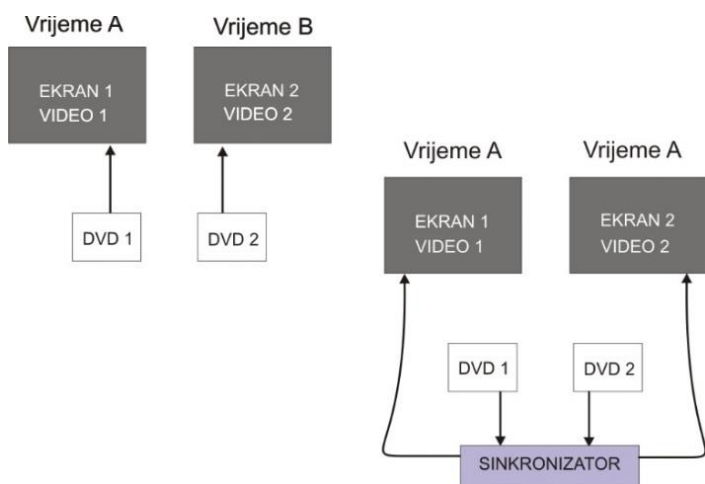 Vrijeme A
Vrijeme B
EKRAN 1
VIDEO 1
EKRAN 2
VIDEO 2
DVD 1
DVD 2
Vrijeme A
Vrijeme A
EKRAN 1
VIDEO 1
EKRAN 2
VIDEO 2
DVD 1
DVD 2
SINKRONIZATOR